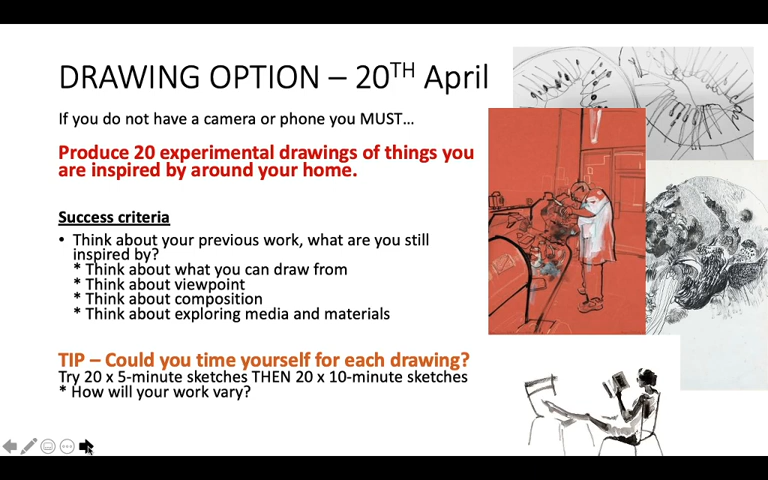 DRAWING OPTION – 20TH April
If you do not have a camera or phone you MUST…
Produce 20 experimental drawings of things you
are inspired by around your home.
Success criteria
• Think about your previous work, what are you still
inspired by?
* Think about what you can draw from
* Think about viewpoint
* Think about composition
* Think about exploring media and materials
TIP – Could you time yourself for each drawing?
Try 20 x 5-minute sketches THEN 20 x 10-minute sketches
* How will your work vary?